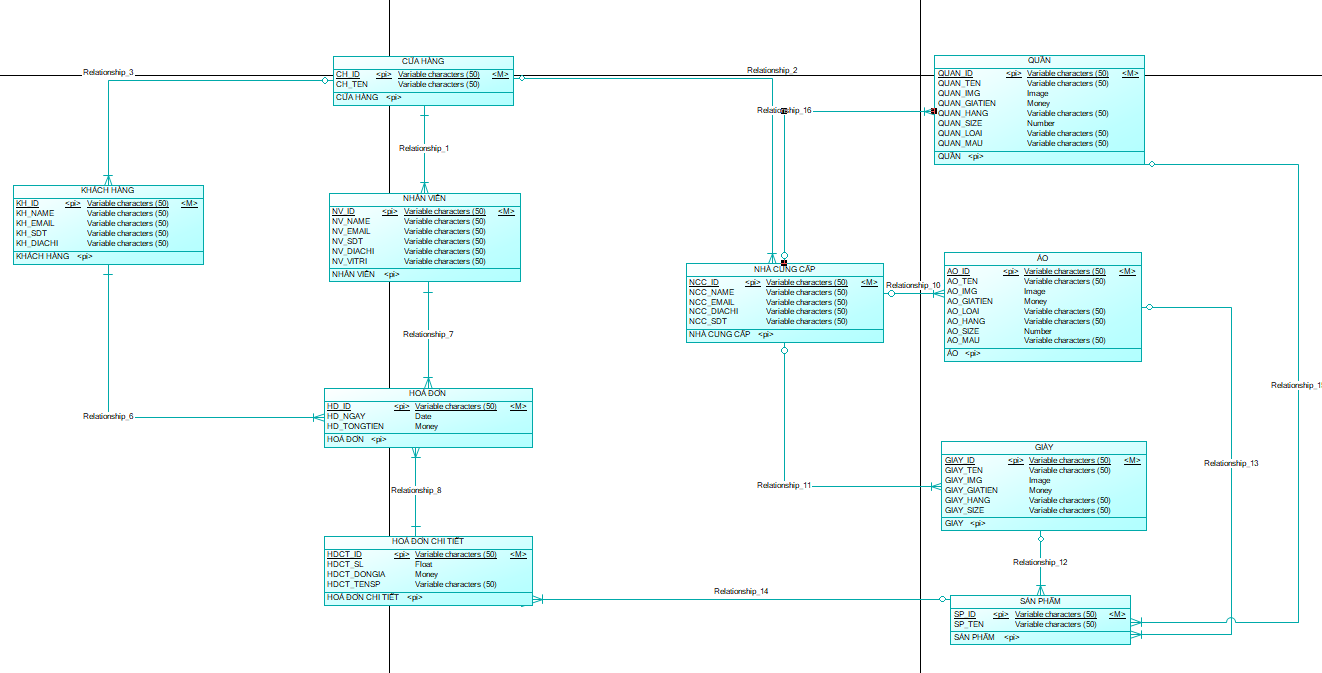 Relationship_3
CỬA HÀNG
CH_ID <pi> Variable characters (50) <M>
CH_TEN Variable characters (50)
CỬA HÀNG <pi>
Relationship_2
Relationship_16
QUẦN
QUAN_ID <pi> Variable characters (50) <M>
QUAN_TEN Variable characters (50)
QUAN_IMG Image
QUAN_GIATIEN Money
QUAN_HANG Variable characters (50)
QUAN_SIZE Number
QUAN_LOAI Variable characters (50)
QUAN_MAU Variable characters (50)
QUẦN <pi>
Relationship_1
KHÁCH HÀNG
KH_ID <pi> Variable characters (50) <M>
KH_NAME Variable characters (50)
KH_EMAIL Variable characters (50)
KH_SDT Variable characters (50)
KH_DIACHI Variable characters (50)
KHÁCH HÀNG <pi>
NHÂN VIÊN
NV_ID <pi> Variable characters (50) <M>
NV_NAME Variable characters (50)
NV_EMAIL Variable characters (50)
NV_SDT Variable characters (50)
NV_DIACHI Variable characters (50)
NV_VITRI Variable characters (50)
NHÂN VIÊN <pi>
NHÀ CUNG CẤP
NCC_ID <pi> Variable characters (50) <M>
NCC_NAME Variable characters (50)
NCC_EMAIL Variable characters (50)
NCC_DIACHI Variable characters (50)
NCC_SDT Variable characters (50)
NHÀ CUNG CẤP <pi>
Relationship_10
ÁO
AO_ID <pi> Variable characters (50) <M>
AO_TEN Variable characters (50)
AO_IMG Image
AO_GIATIEN Money
AO_LOAI Variable characters (50)
AO_HANG Variable characters (50)
AO_SIZE Number
AO_MAU Variable characters (50)
ÁO <pi>
Relationship_7
Relationship_1
HOÁ ĐƠN
HD_ID <pi> Variable characters (50) <M>
HD_NGAY Date
HD_TONGTIEN Money
HOÁ ĐƠN <pi>
Relationship_6
GIÀY
GIAY_ID <pi> Variable characters (50) <M>
GIAY_TEN Variable characters (50)
GIAY_IMG Image
GIAY_GIATIEN Money
GIAY_HANG Variable characters (50)
GIAY_SIZE Variable characters (50)
GIÀY <pi>
Relationship_13
Relationship_11
Relationship_8
HOÁ ĐƠN CHI TIẾT
HDCT_ID <pi> Variable characters (50) <M>
HDCT_SL Float
HDCT_DONGIA Money
HDCT_TENSP Variable characters (50)
HOÁ ĐƠN CHI TIẾT <pi>
Relationship_12
Relationship_14
SẢN PHẨM
SP_ID <pi> Variable characters (50) <M>
SP_TEN Variable characters (50)
SẢN PHẨM <pi>